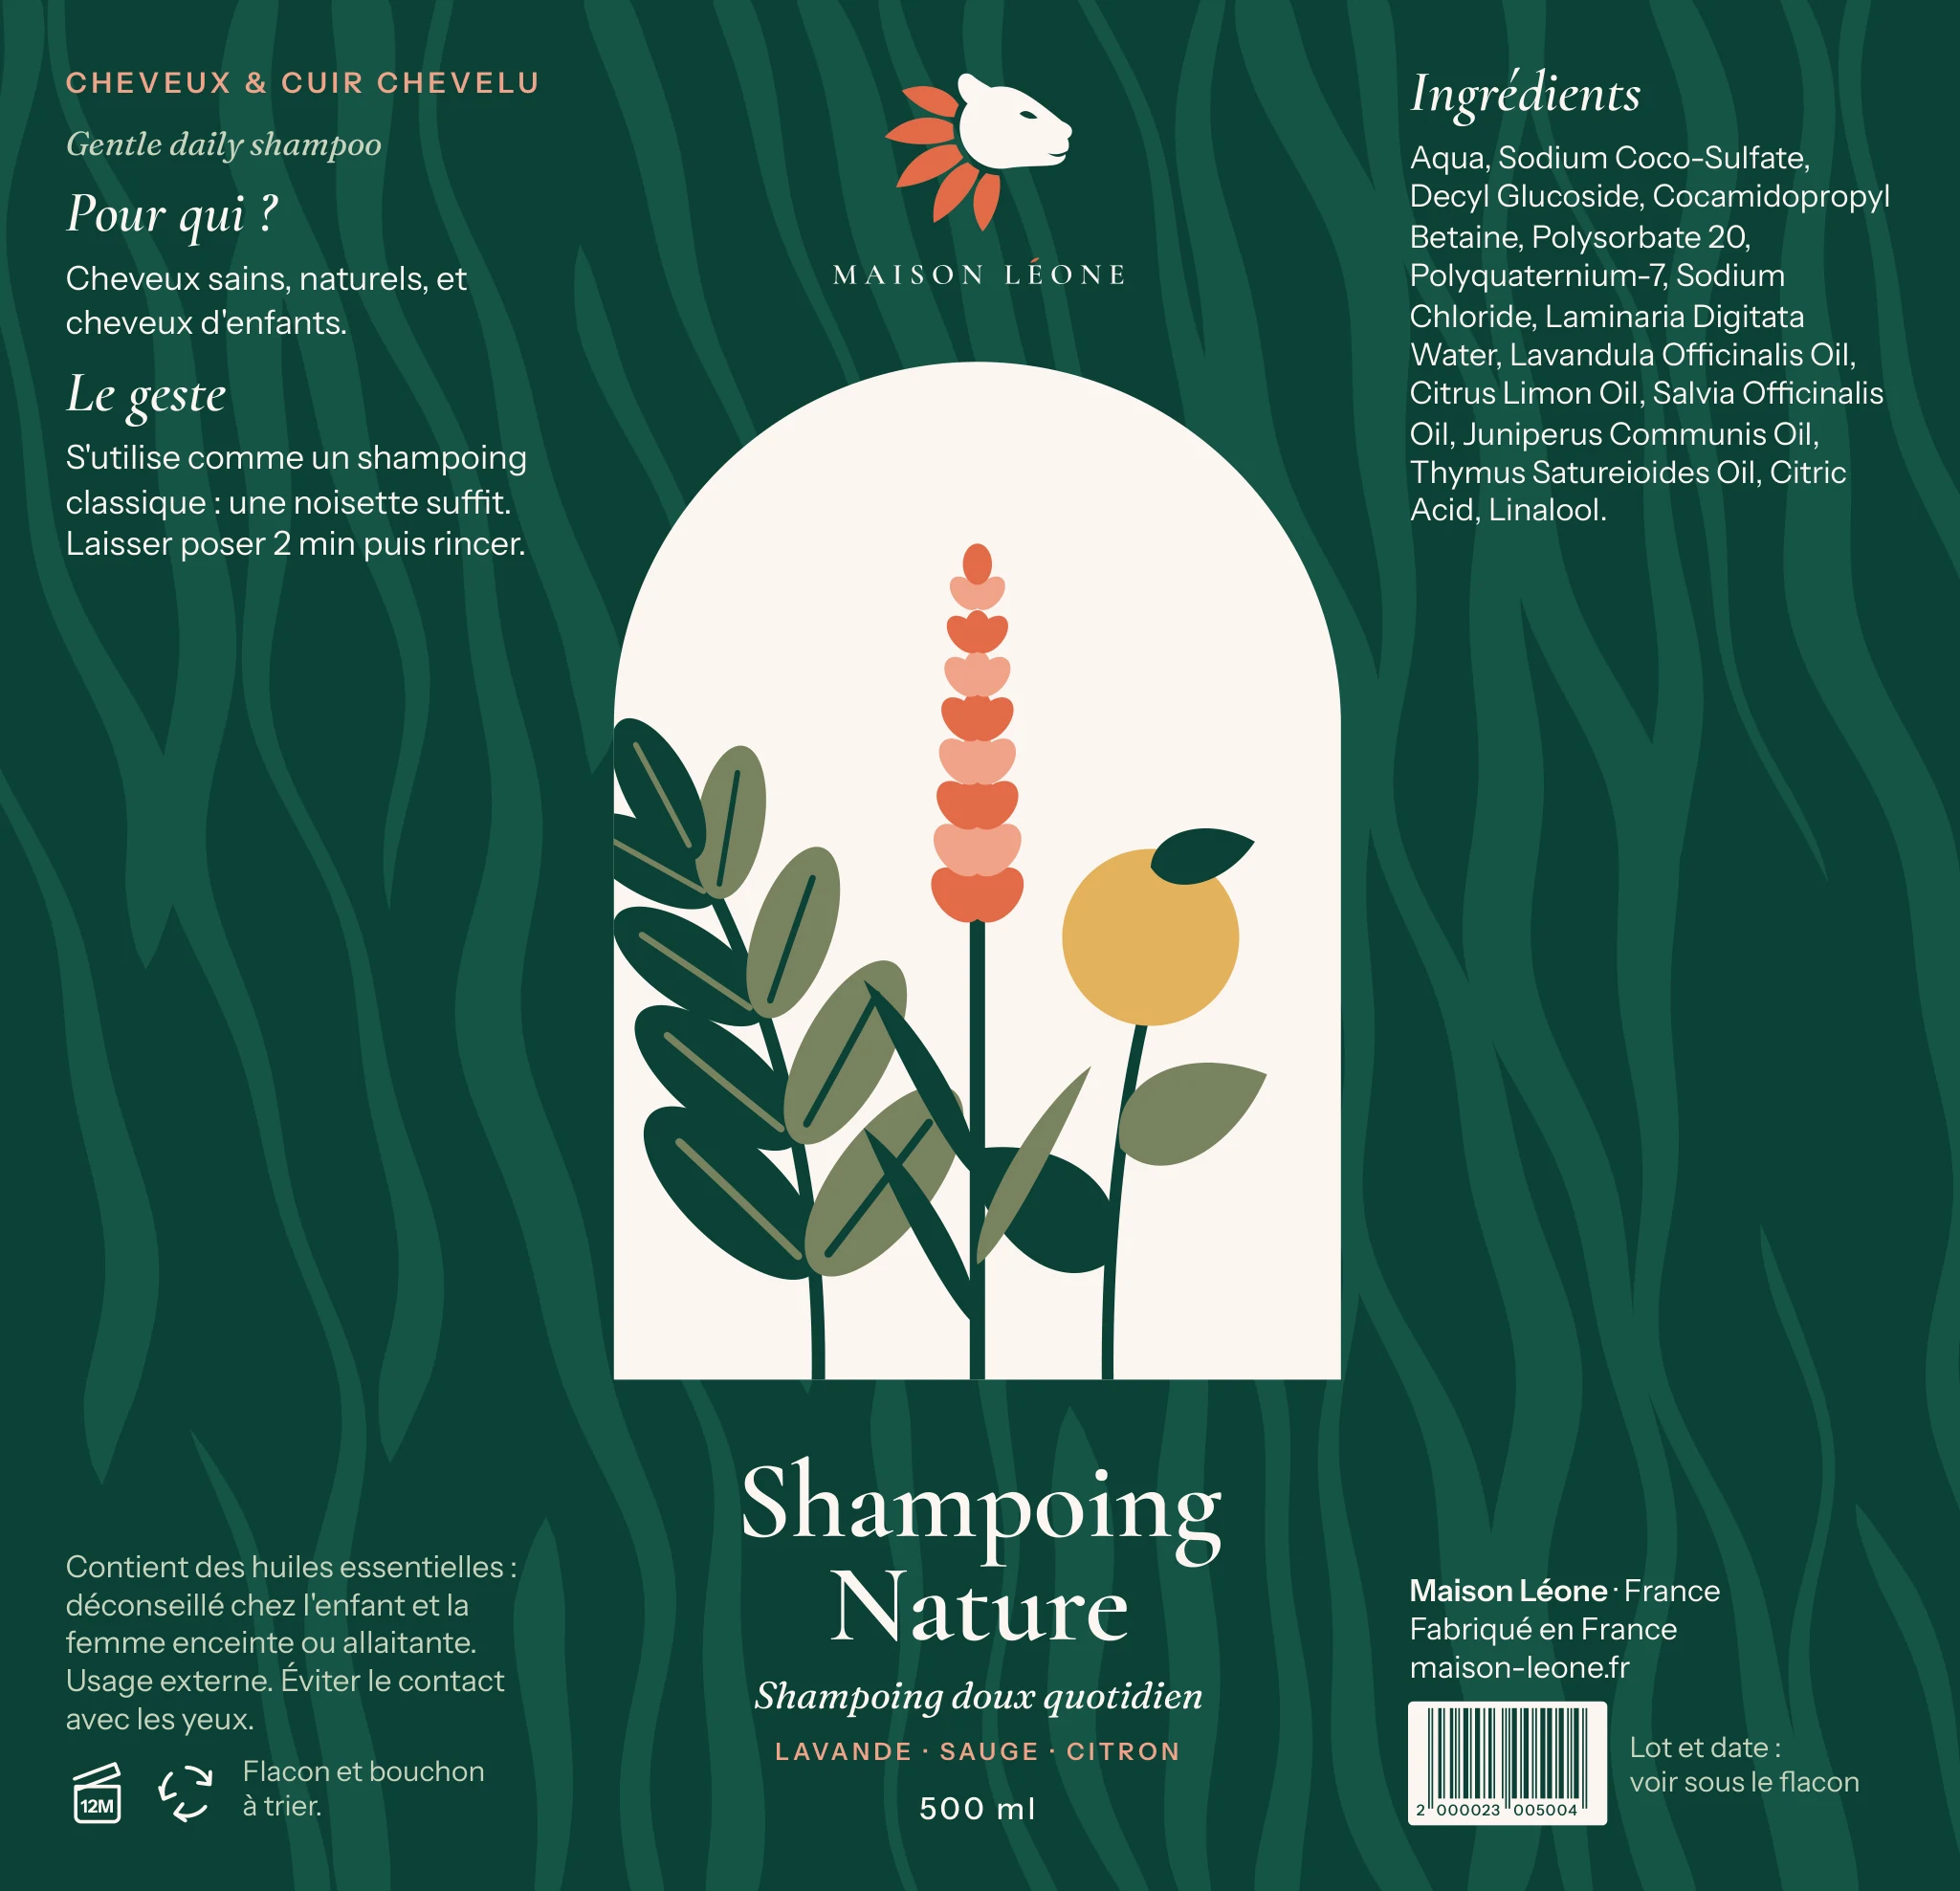 CHEVEUX & CUIR CHEVELU
Gentle daily shampoo
Pour qui ?
Cheveux sains, naturels, et
cheveux d'enfants.
Le geste
S'utilise comme un shampoing
classique : une noisette suffit.
Laisser poser 2 min puis rincer.
Contient des huiles essentielles :
déconseillé chez l'enfant et la
femme enceinte ou allaitante.
Usage externe. Éviter le contact
avec les yeux.
12M
Flacon et bouchon
à trier.
MAISON LÉONE
Shampoing
Nature
Shampoing doux quotidien
LAVANDE · SAUGE · CITRON
500 ml
Ingrédients
Aqua, Sodium Coco-Sulfate,
Decyl Glucoside, Cocamidopropyl
Betaine, Polysorbate 20,
Polyquaternium-7, Sodium
Chloride, Laminaria Digitata
Water, Lavandula Officinalis Oil,
Citrus Limon Oil, Salvia Officinalis
Oil, Juniperus Communis Oil,
Thymus Satureioides Oil, Citric
Acid, Linalool.
Maison Léone · France
Fabriqué en France
maison-leone.fr
2 000023 005004
Lot et date :
voir sous le flacon